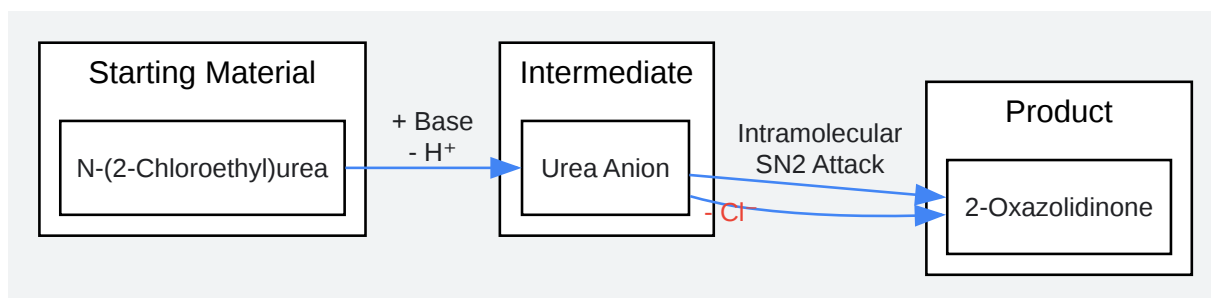 Starting Material
N-(2-Chloroethyl)urea
+ Base
- H⁺
Intermediate
Urea Anion
Intramolecular
SN2 Attack
- Cl⁻
Product
2-Oxazolidinone